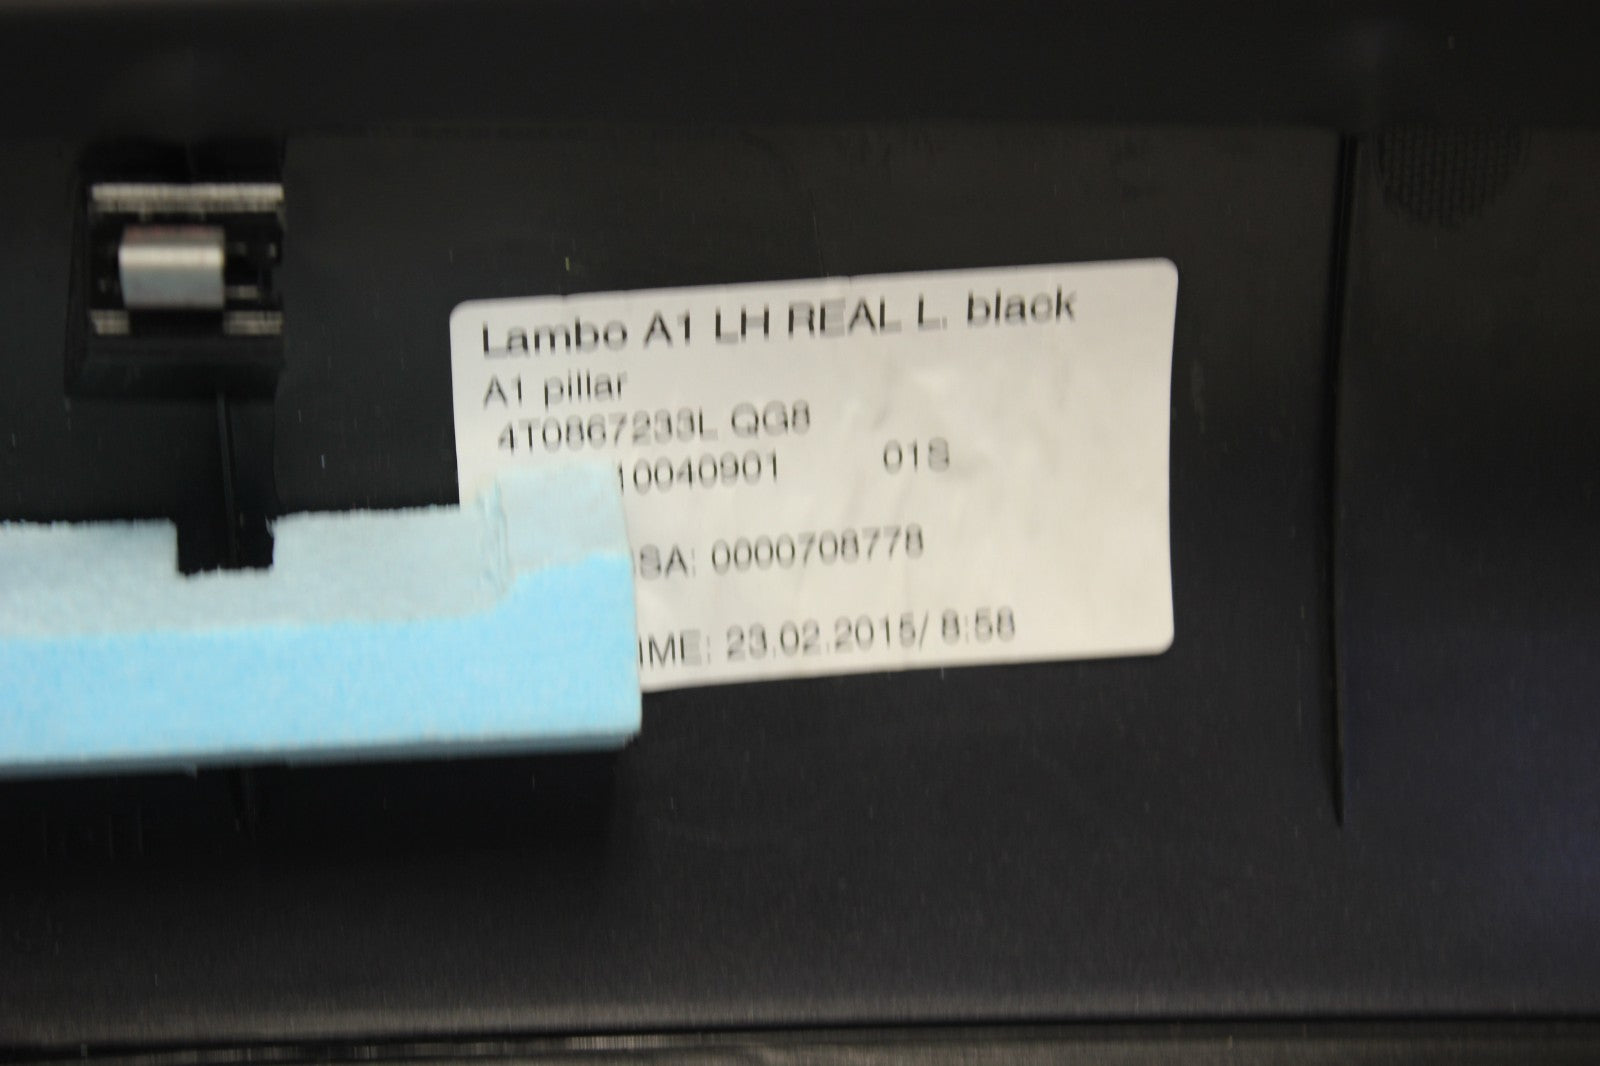 Lambo A1 LH REAL L. black
A1 pillar
4T0867233L QG8
10040901 01S
SA: 0000708778
IME: 23.02.2015/ 8:58